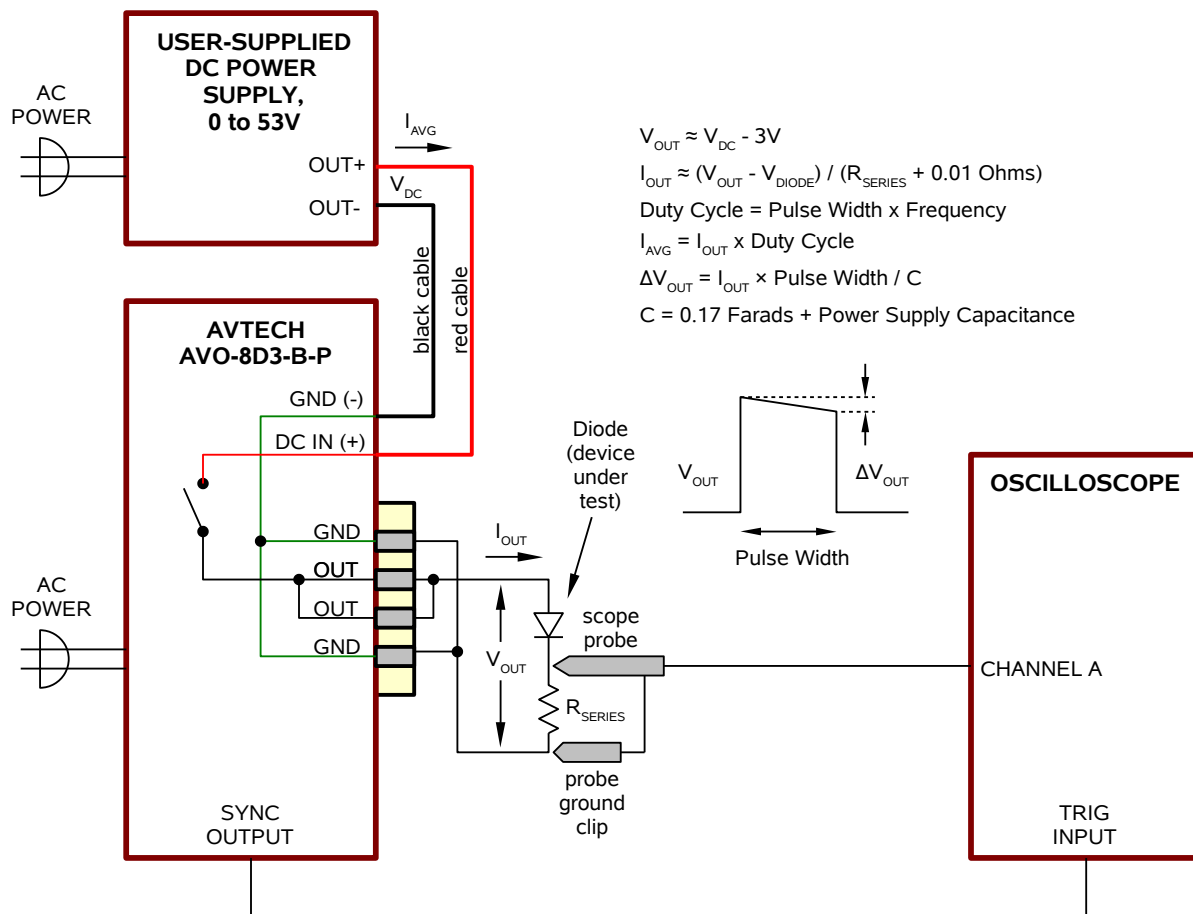 USER-SUPPLIED
DC POWER
SUPPLY,
0 to 53V
AC
POWER
I_AVG
OUT+
V_DC
OUT-
black cable
red cable
V_OUT ≈ V_DC - 3V
I_OUT ≈ (V_OUT - V_DIODE) / (R_SERIES + 0.01 Ohms)
Duty Cycle = Pulse Width x Frequency
I_AVG = I_OUT x Duty Cycle
ΔV_OUT = I_OUT × Pulse Width / C
C = 0.17 Farads + Power Supply Capacitance
AVTECH
AVO-8D3-B-P
GND (-)
DC IN (+)
GND
OUT
OUT
GND
AC
POWER
I_OUT
V_OUT
Diode
(device
under
test)
scope
probe
R_SERIES
probe
ground
clip
V_OUT
ΔV_OUT
Pulse Width
OSCILLOSCOPE
CHANNEL A
SYNC
OUTPUT
TRIG
INPUT